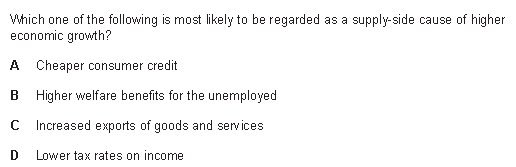 Which one of the following is most likely to be regarded as a supply-side cause of higher
economic growth?
A Cheaper consumer credit
B Higher welfare benefits for the unemployed
C Increased exports of goods and services
D Lower tax rates on income